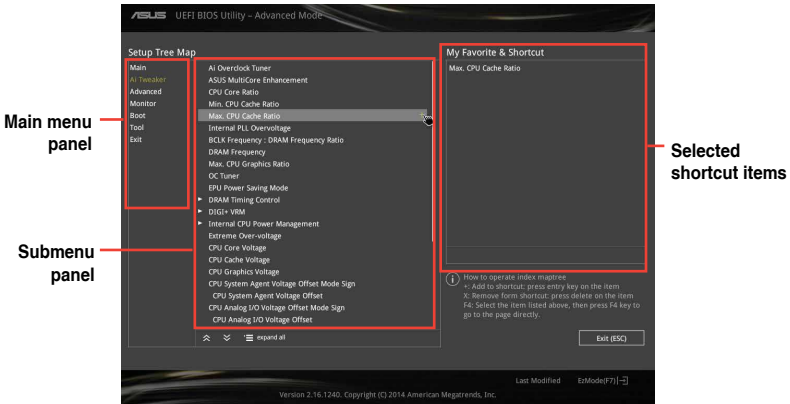 ASUS UEFI BIOS Utility – Advanced Mode
Setup Tree Map
Main
Ai Tweaker
Advanced
Monitor
Boot
Tool
Exit
Ai Overclock Tuner
ASUS MultiCore Enhancement
CPU Core Ratio
Min. CPU Cache Ratio
Max. CPU Cache Ratio
Internal PLL Overvoltage
BCLK Frequency : DRAM Frequency Ratio
DRAM Frequency
Max. CPU Graphics Ratio
OC Tuner
EPU Power Saving Mode
DRAM Timing Control
DIGI+ VRM
Internal CPU Power Management
Extreme Over-voltage
CPU Core Voltage
CPU Cache Voltage
CPU Graphics Voltage
CPU System Agent Voltage Offset Mode Sign
CPU System Agent Voltage Offset
CPU Analog I/O Voltage Offset Mode Sign
CPU Analog I/O Voltage Offset
expand all
My Favorite & Shortcut
Max. CPU Cache Ratio
How to operate index maptree
+: Add to shortcut: press entry key on the item
X: Remove form shortcut: press delete on the item
F4: Select the item listed above, then press F4 key to
go to the page directly.
Exit (ESC)
Last Modified
EzMode(F7)
Version 2.16.1240. Copyright (C) 2014 American Megatrends, Inc.
Main menu
panel
Submenu
panel
Selected
shortcut items